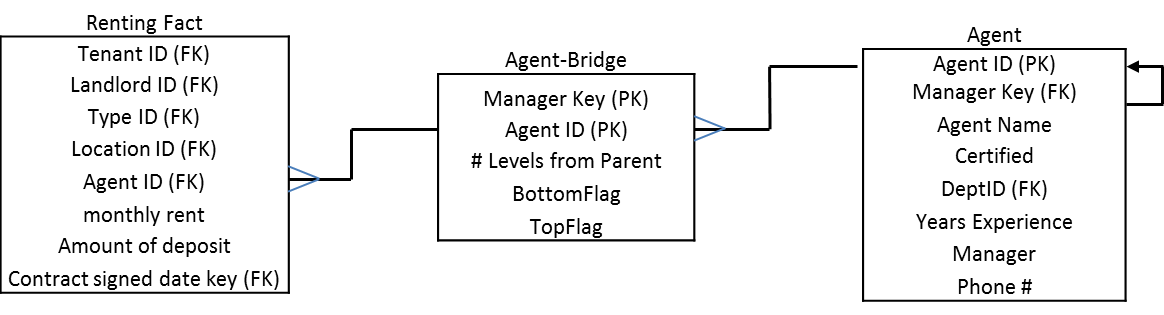 Renting Fact
Tenant ID (FK)
Landlord ID (FK)
Type ID (FK)
Location ID (FK)
Agent ID (FK)
monthly rent
Amount of deposit
Contract signed date key (FK)
Agent-Bridge
Manager Key (PK)
Agent ID (PK)
# Levels from Parent
BottomFlag
TopFlag
Agent
Agent ID (PK)
Manager Key (FK)
Agent Name
Certified
DeptID (FK)
Years Experience
Manager
Phone #